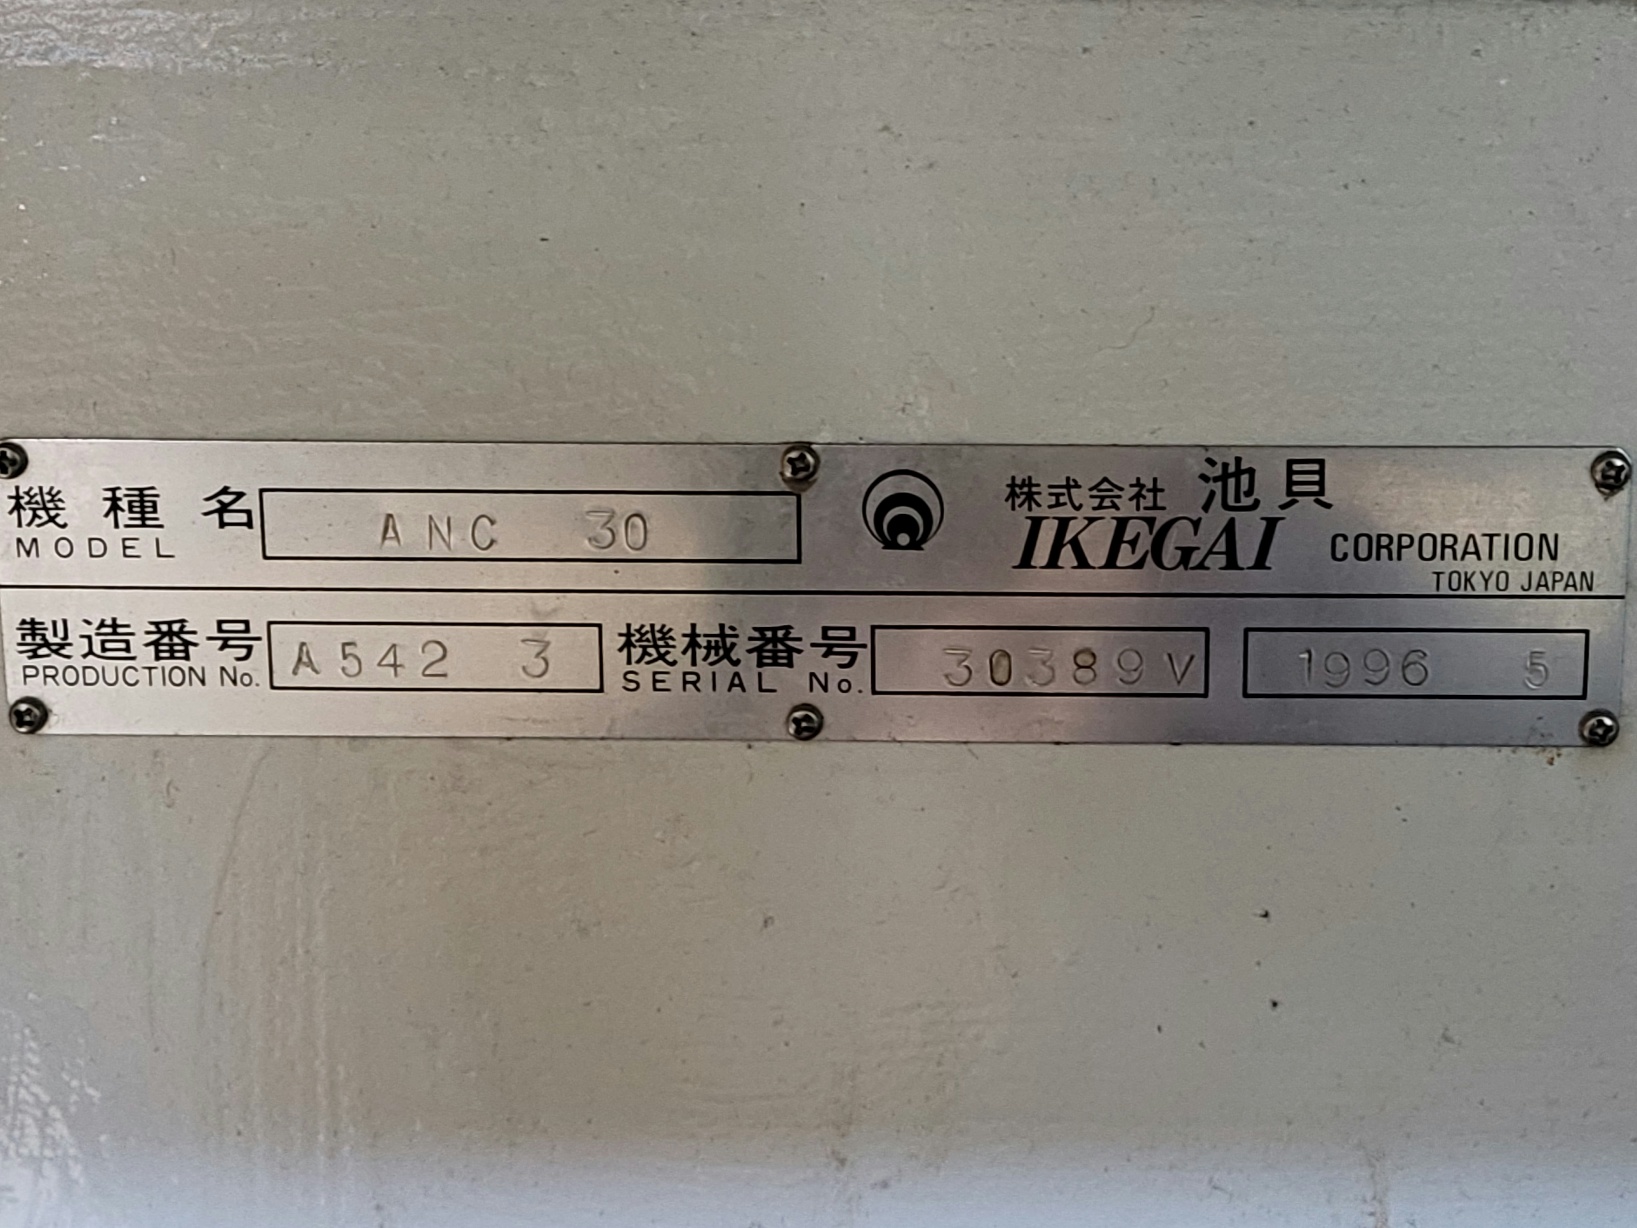 機種名 ANC 30
MODEL
株式会社 池貝
IKEGAI CORPORATION
TOKYO JAPAN
製造番号 A542 3
PRODUCTION No.
機械番号 30389V
SERIAL No.
1996 5